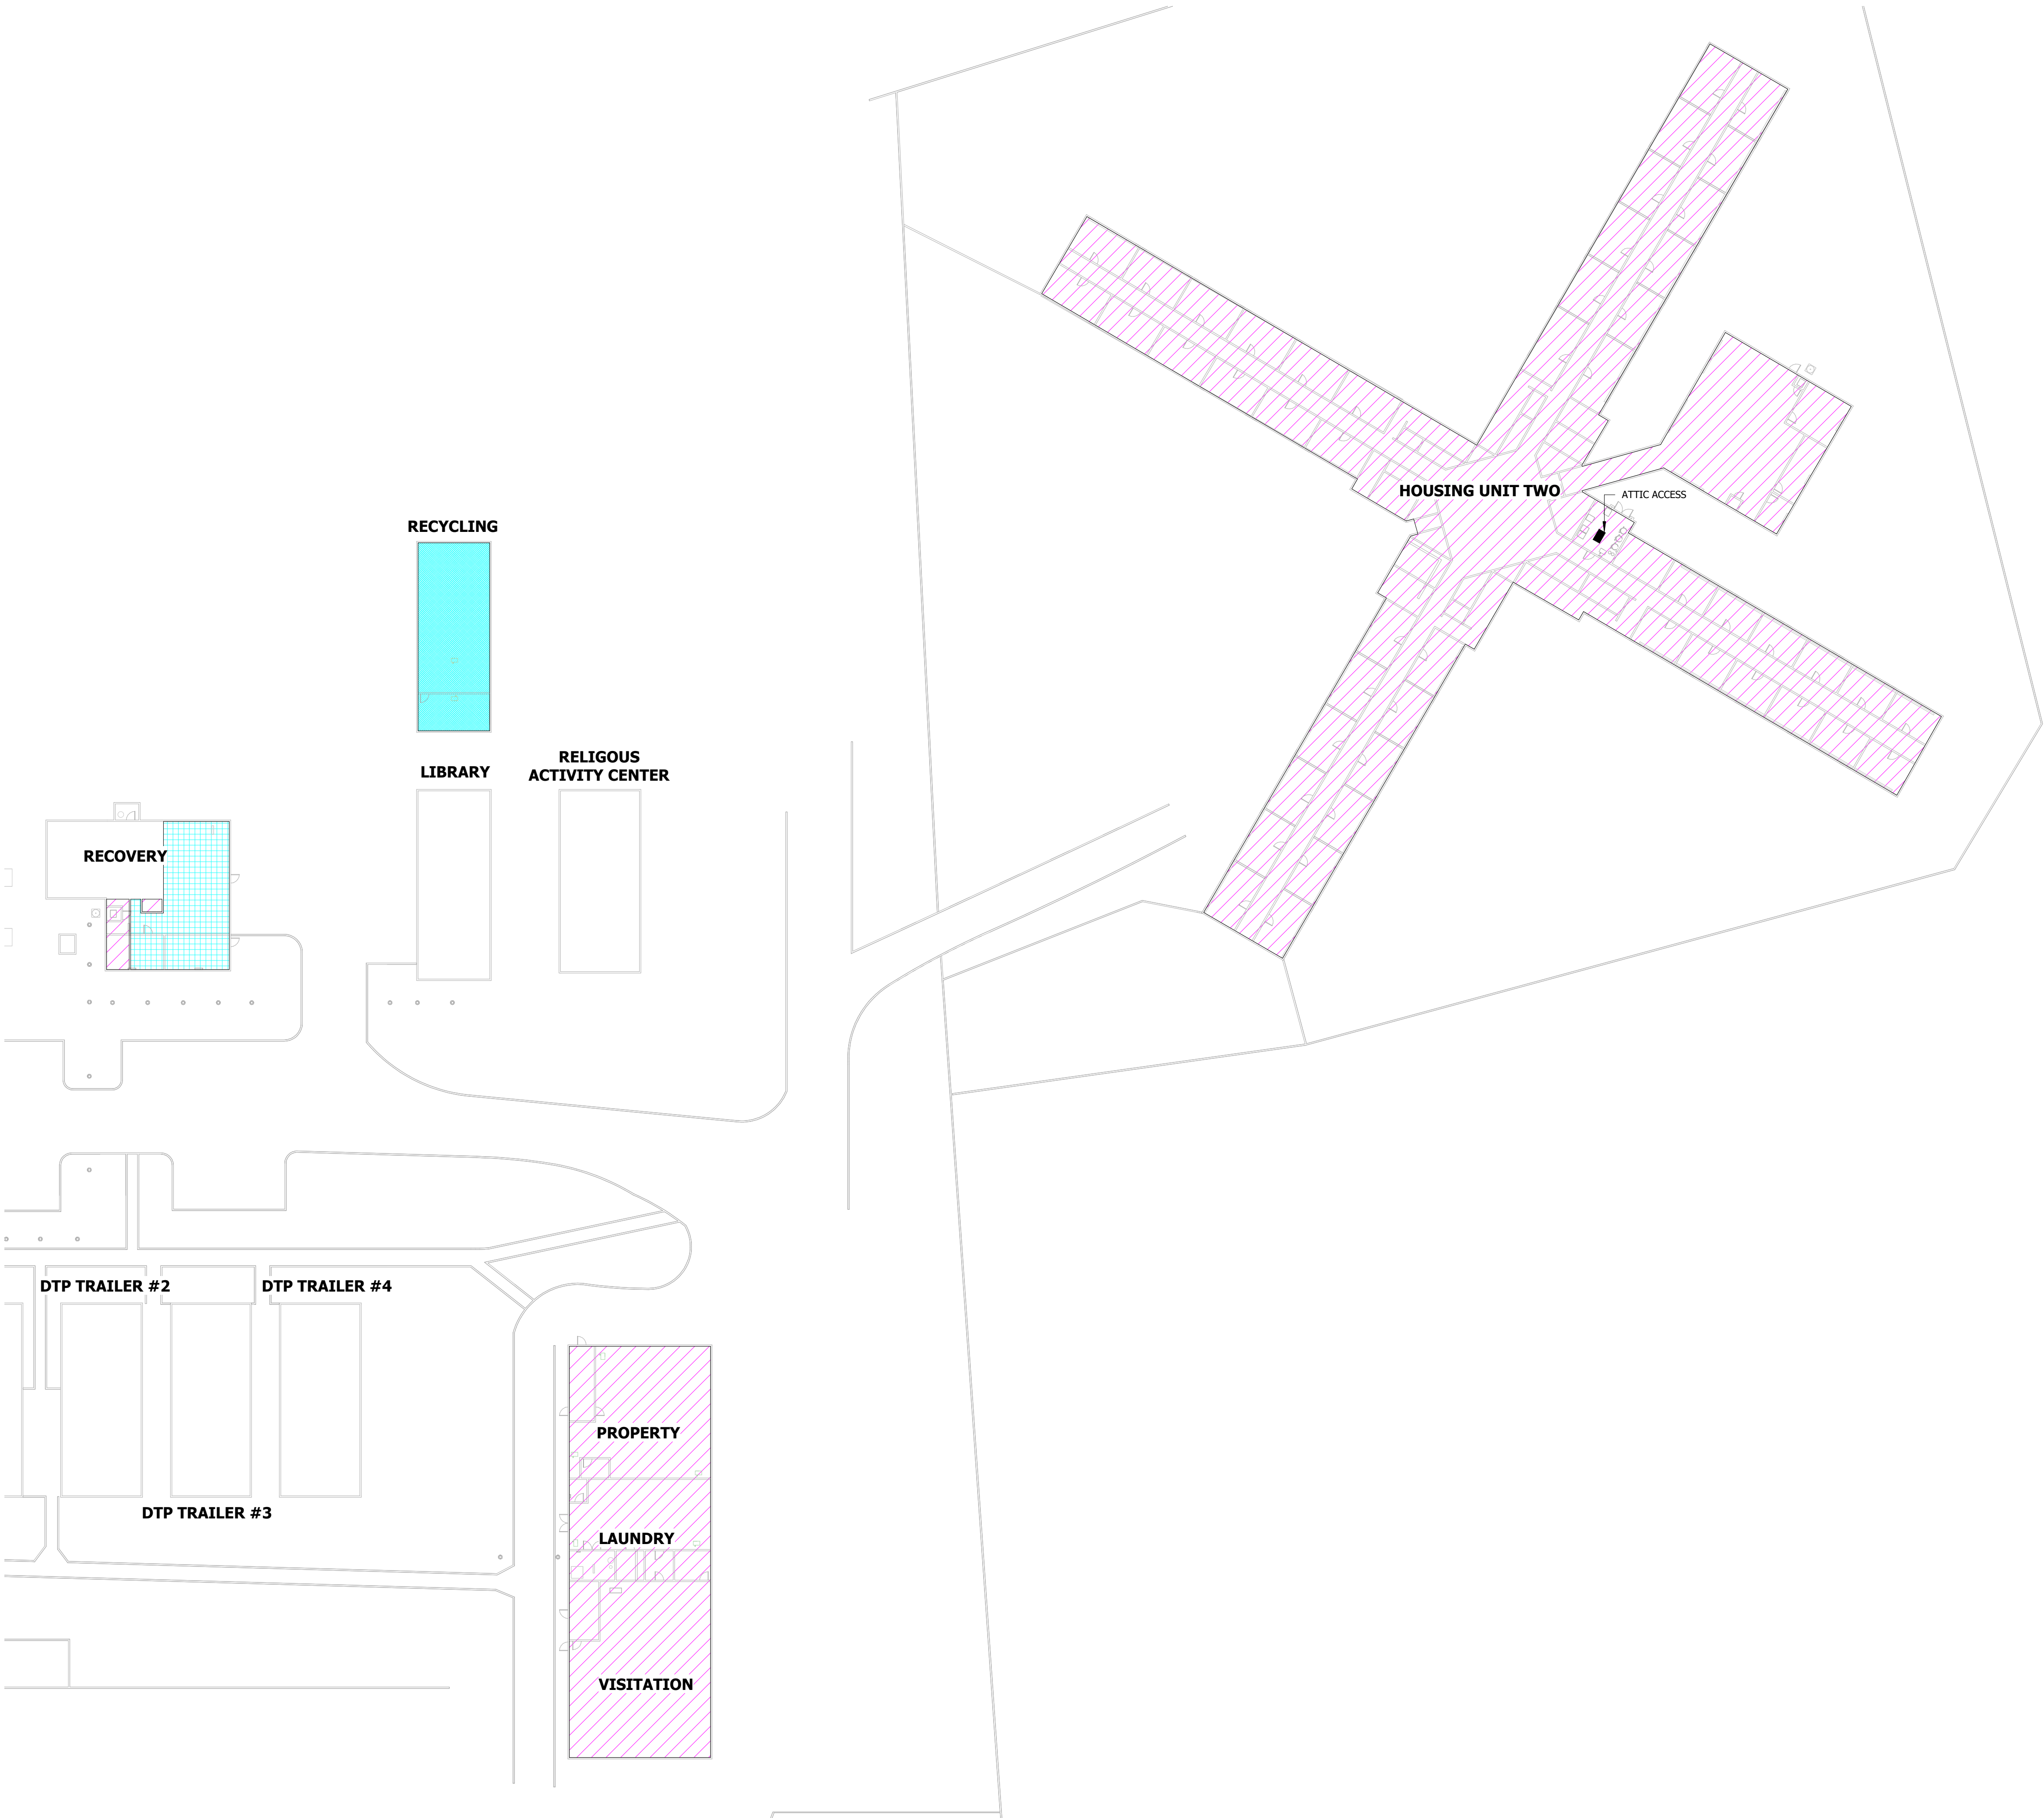 HOUSING UNIT TWO
ATTIC ACCESS
RECYCLING
RELIGOUS
ACTIVITY CENTER
LIBRARY
RECOVERY
DTP TRAILER #2
DTP TRAILER #4
PROPERTY
DTP TRAILER #3
LAUNDRY
VISITATION